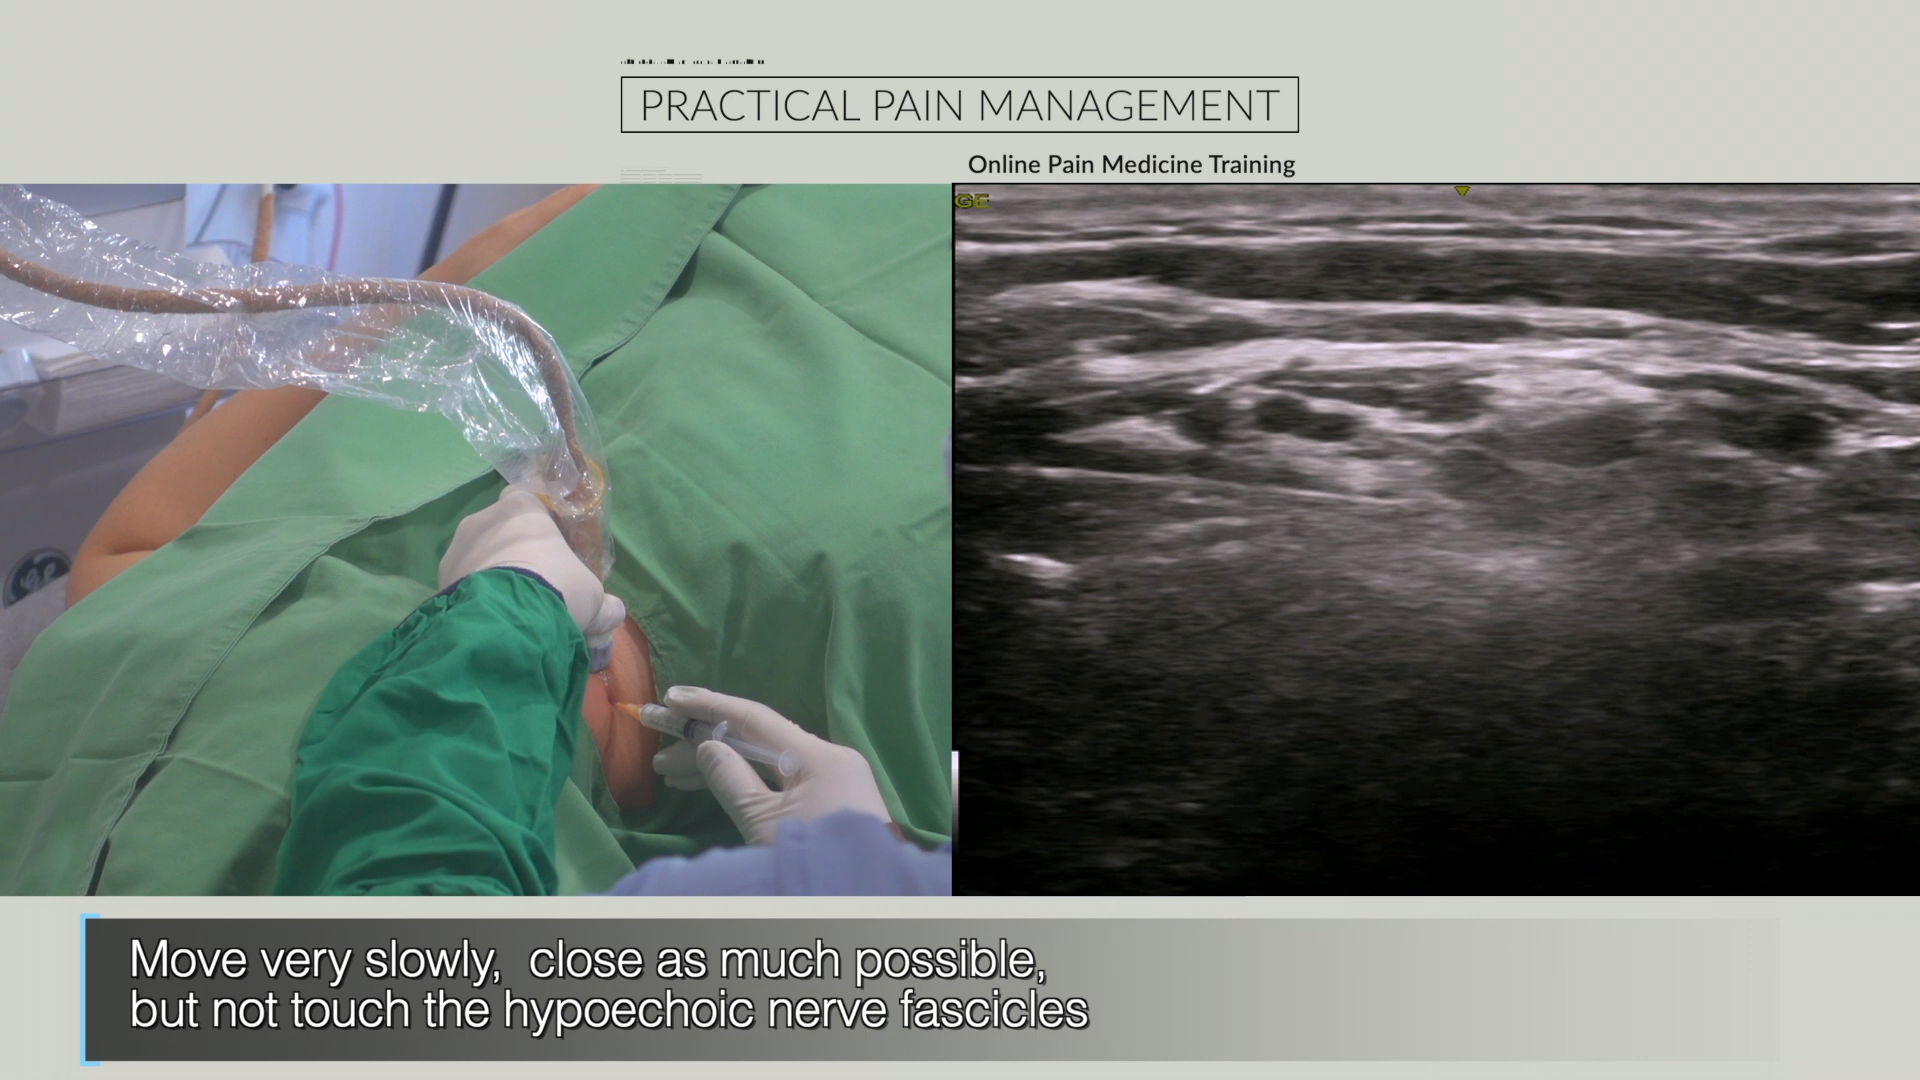 PRACTICAL PAIN MANAGEMENT
Online Pain Medicine Training
GE
Move very slowly,  close as much possible,
but not touch the hypoechoic nerve fascicles